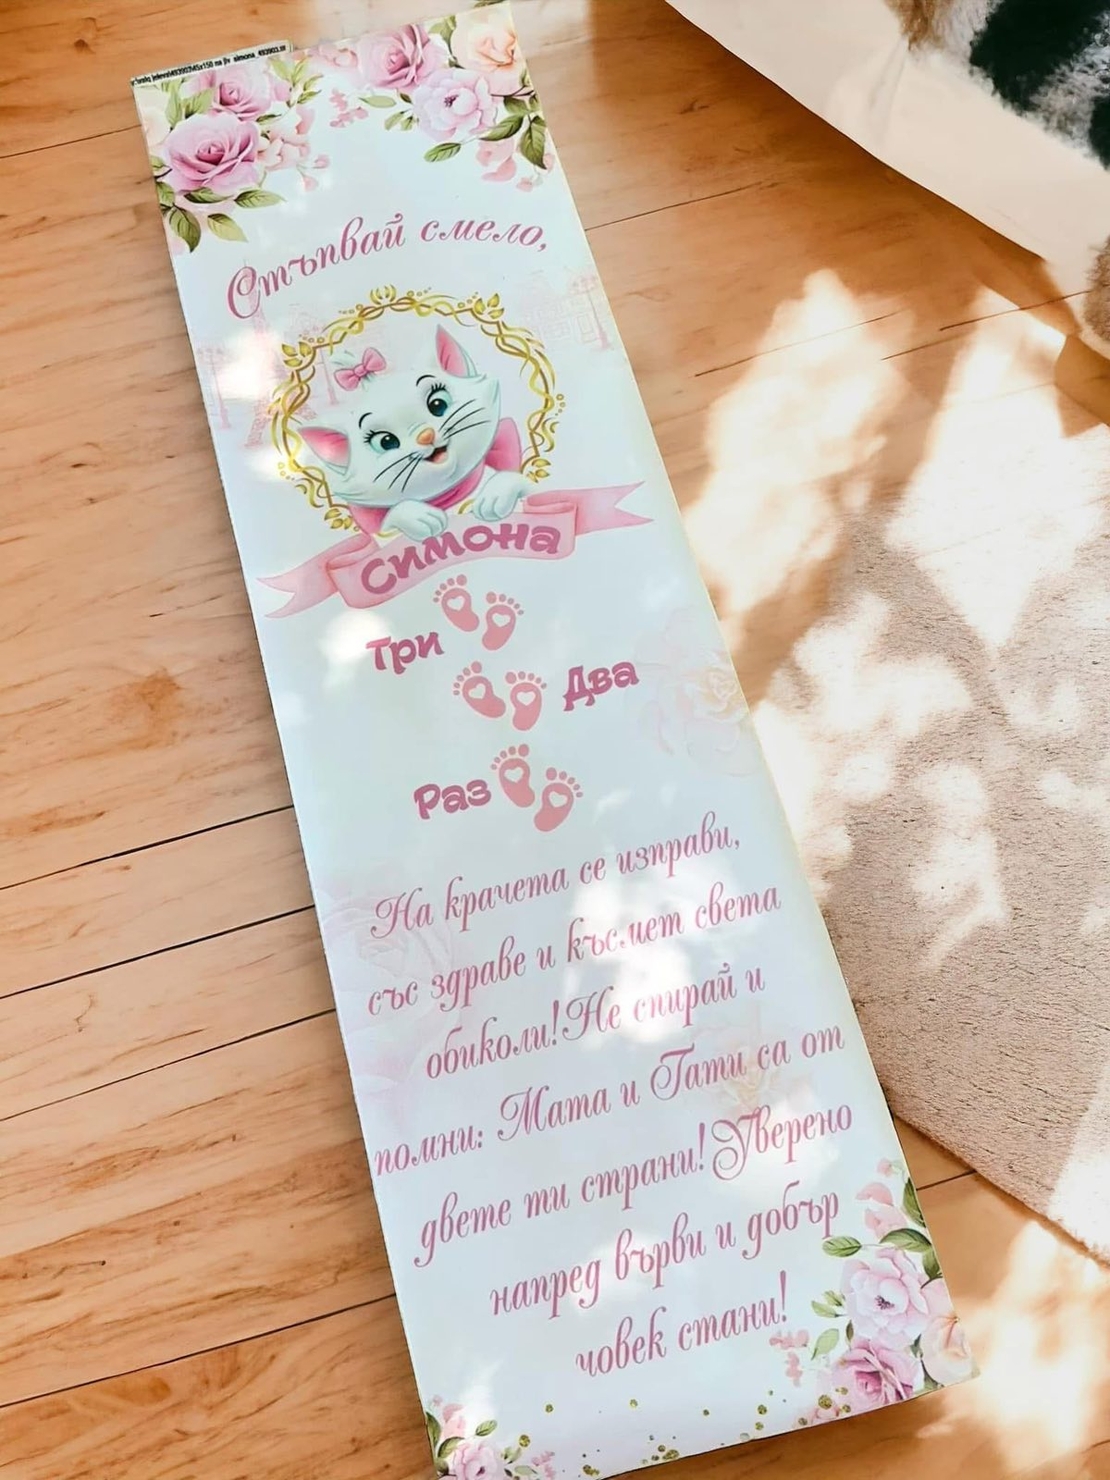 Стъпвай смело,
СИМОНА
Три
Два
Раз
На крачета се изправи,
със здраве и късмет света
обиколи!Не спирай и
помни: Мама и Тати са от
двете ти страни!Уверено
напред върви и добър
човек стани!